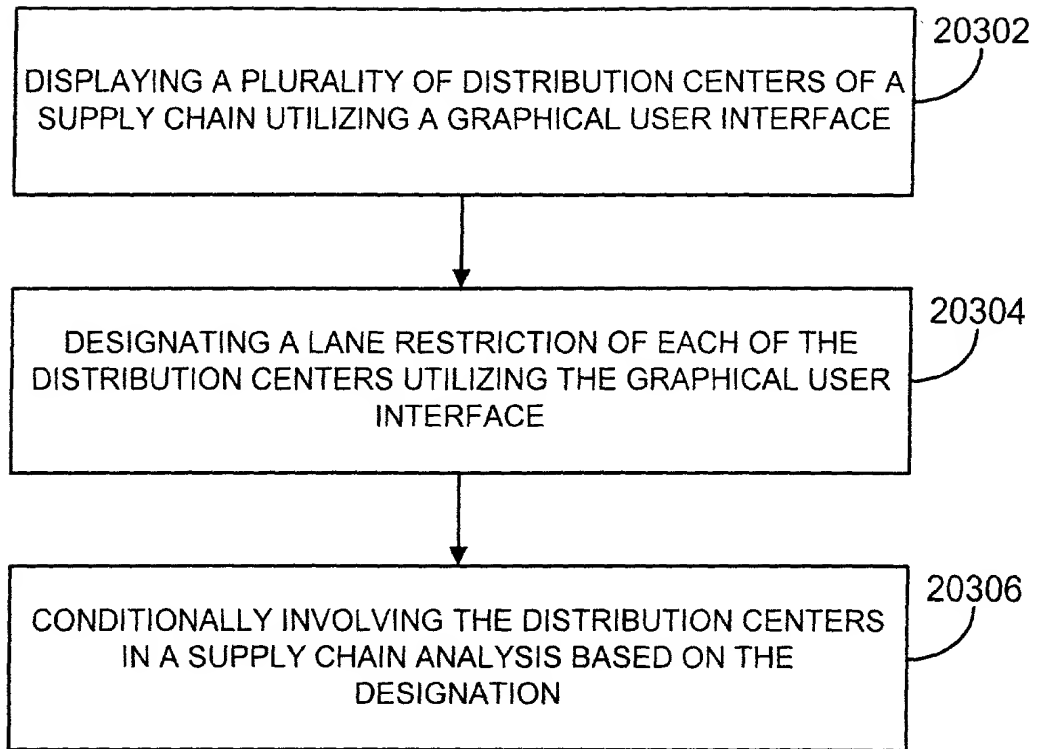 20302
DISPLAYING A PLURALITY OF DISTRIBUTION CENTERS OF A
SUPPLY CHAIN UTILIZING A GRAPHICAL USER INTERFACE
20304
DESIGNATING A LANE RESTRICTION OF EACH OF THE
DISTRIBUTION CENTERS UTILIZING THE GRAPHICAL USER
INTERFACE
20306
CONDITIONALLY INVOLVING THE DISTRIBUTION CENTERS
IN A SUPPLY CHAIN ANALYSIS BASED ON THE
DESIGNATION